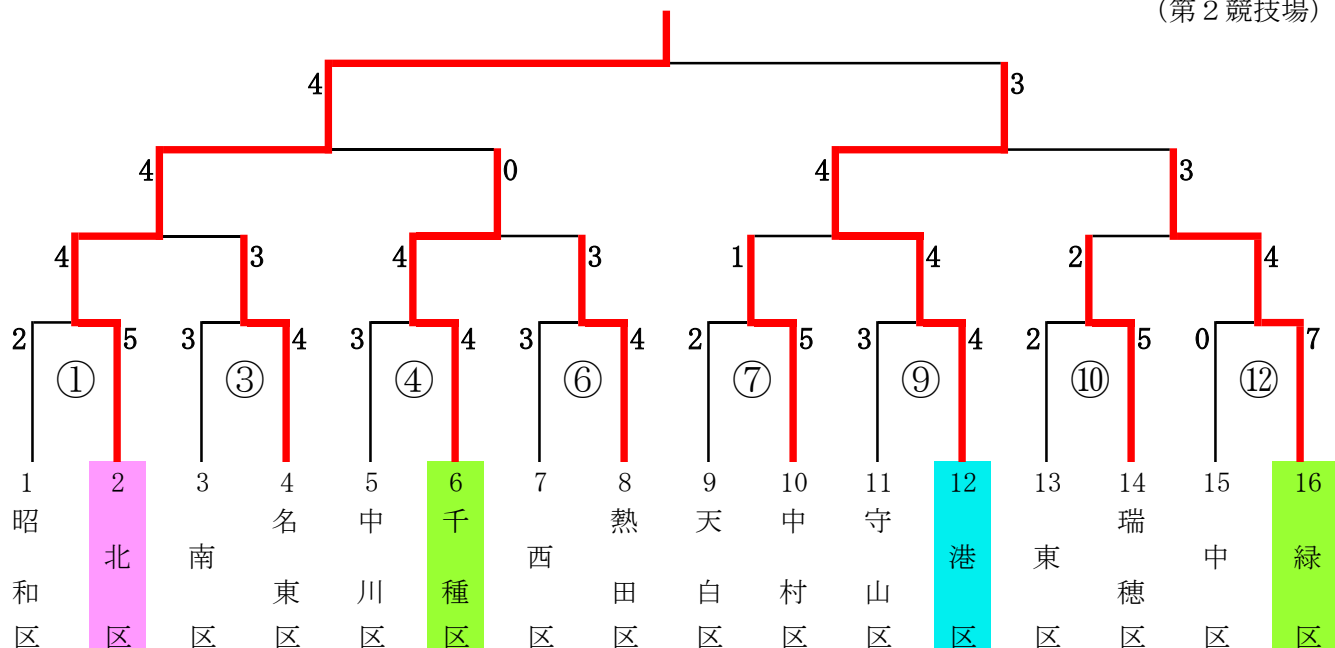 (第2競技場)
4 3
4 0 4 3
4 3 4 3 1 4 2 4
2 5 3 4 3 4 3 4 2 5 3 4 2 5 0 7
① ③ ④ ⑥ ⑦ ⑨ ⑩ ⑫
1 2 3 4 5 6 7 8 9 10 11 12 13 14 15 16
昭和区
北区
南区
名東区
中川区
千種区
西区
熱田区
天白区
中村区
守山区
港区
東区
瑞穂区
中区
緑区